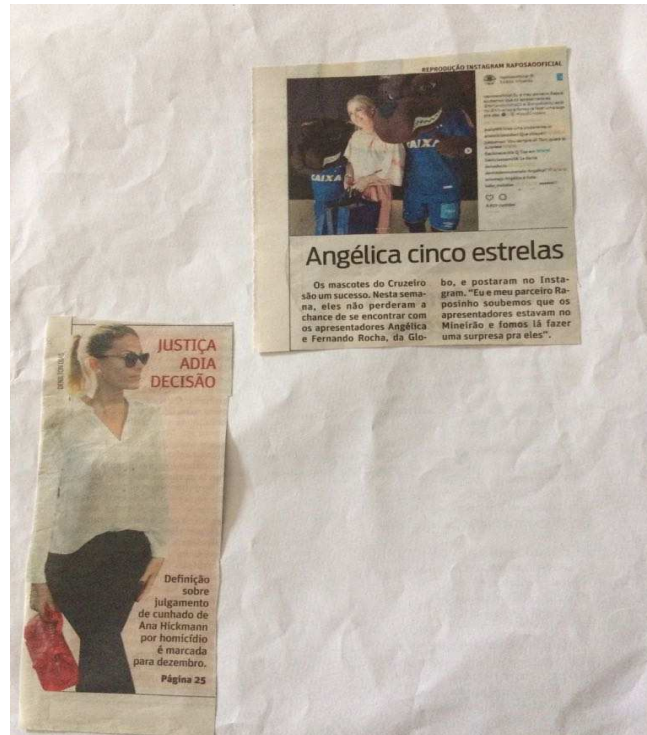 REPRODUÇÃO INSTAGRAM RAPOSAOOFICIAL
CAIXA
CAIXA
Angélica cinco estrelas
Os mascotes do Cruzeiro
são um sucesso. Nesta sema-
na, eles não perderam a
chance de se encontrar com
os apresentadores Angélica
e Fernando Rocha, da Glo-
bo, e postaram no Insta-
gram. “Eu e meu parceiro Ra-
posinho soubemos que os
apresentadores estavam no
Mineirão e fomos lá fazer
uma surpresa pra eles”.
JUSTIÇA
ADIA
DECISÃO
Definição
sobre
julgamento
de cunhado de
Ana Hickmann
por homicídio
é marcada
para dezembro.
Página 25